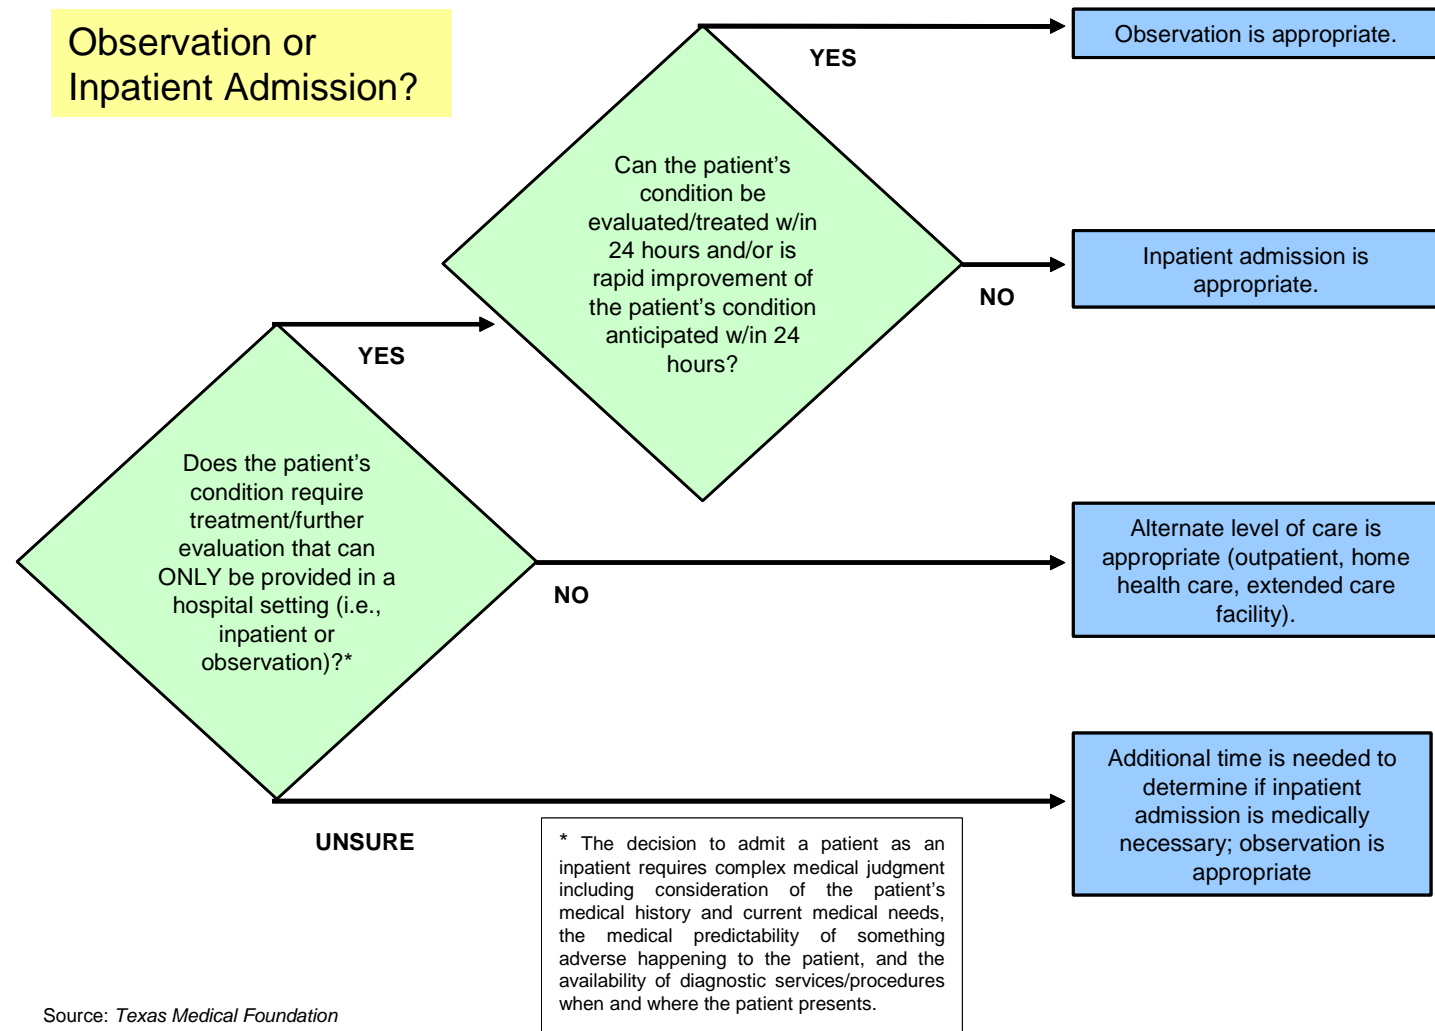 Observation or
Inpatient Admission?
YES
Observation is appropriate.
Can the patient’s
condition be
evaluated/treated w/in
24 hours and/or is
rapid improvement of
the patient’s condition
anticipated w/in 24
hours?
NO
Inpatient admission is
appropriate.
YES
Does the patient’s
condition require
treatment/further
evaluation that can
ONLY be provided in a
hospital setting (i.e.,
inpatient or
observation)?*
NO
Alternate level of care is
appropriate (outpatient, home
health care, extended care
facility).
UNSURE
Additional time is needed to
determine if inpatient
admission is medically
necessary; observation is
appropriate
* The decision to admit a patient as an
inpatient requires complex medical judgment
including consideration of the patient’s
medical history and current medical needs,
the medical predictability of something
adverse happening to the patient, and the
availability of diagnostic services/procedures
when and where the patient presents.
Source: Texas Medical Foundation